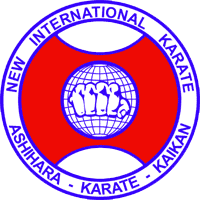 NEW INTERNATIONAL KARATE
ASHIHARA - KARATE - KAIKAN